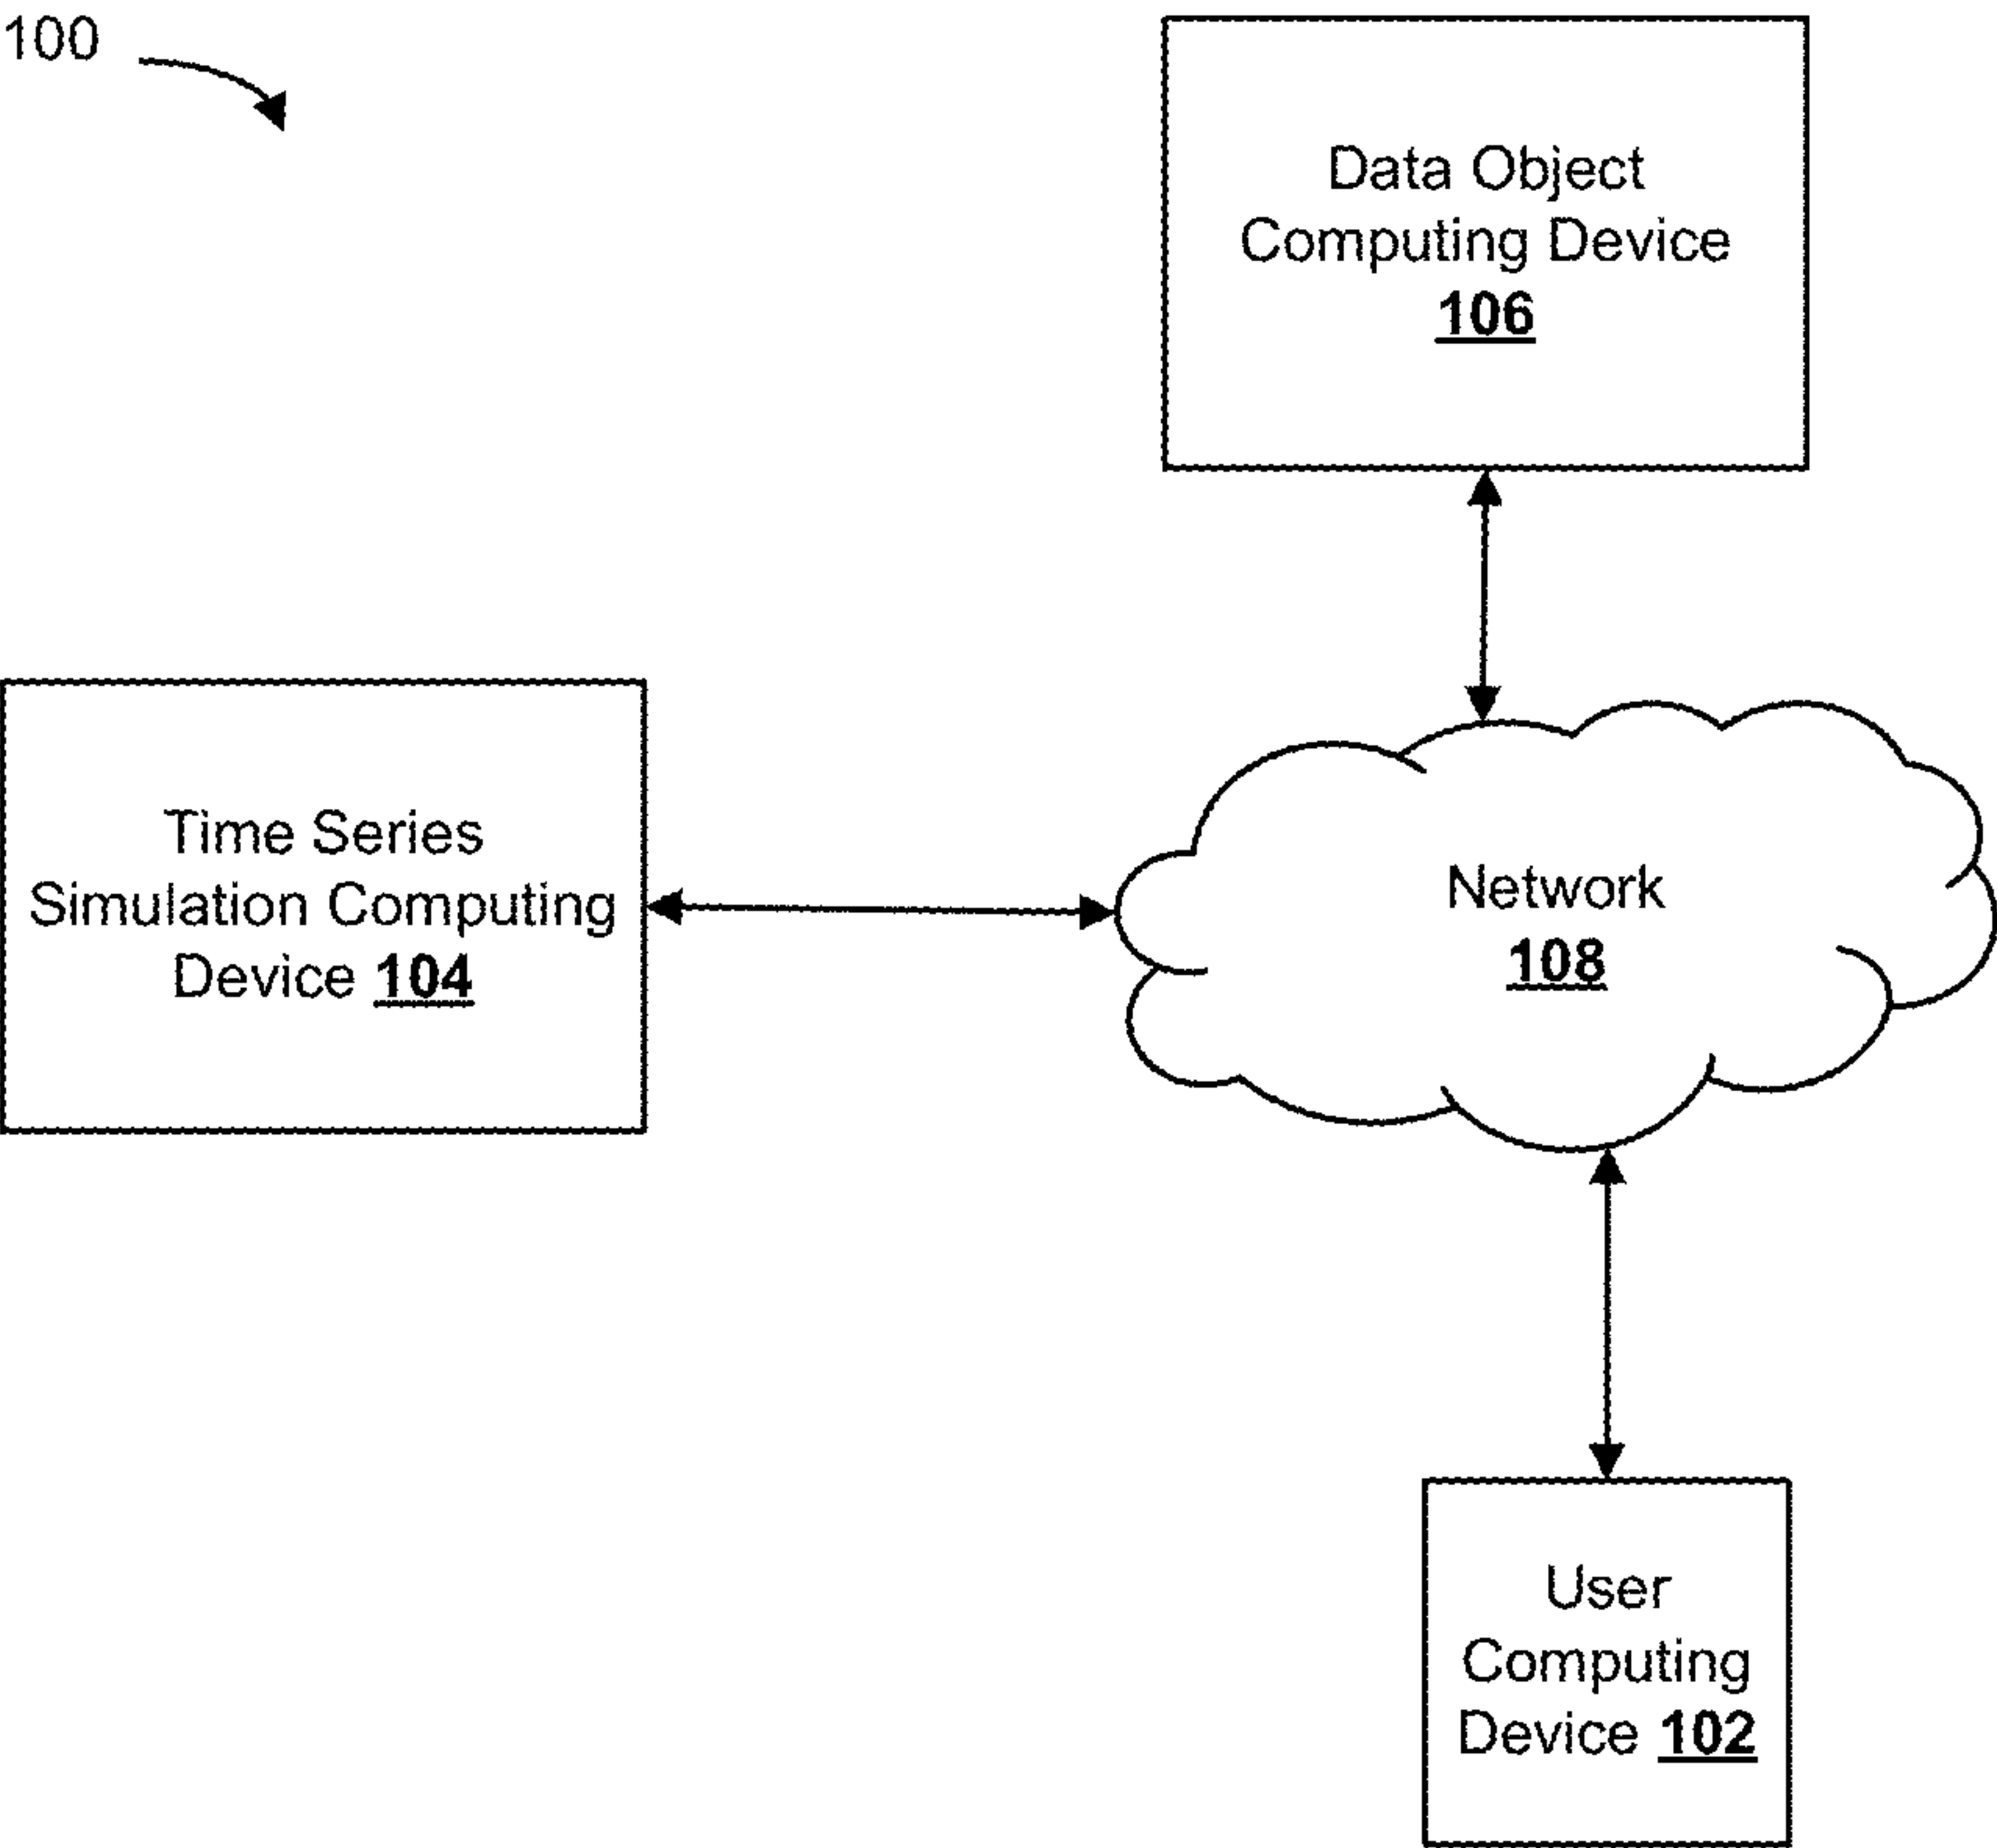 100
Data Object
Computing Device
106
Time Series
Simulation Computing
Device 104
Network
108
User
Computing
Device 102